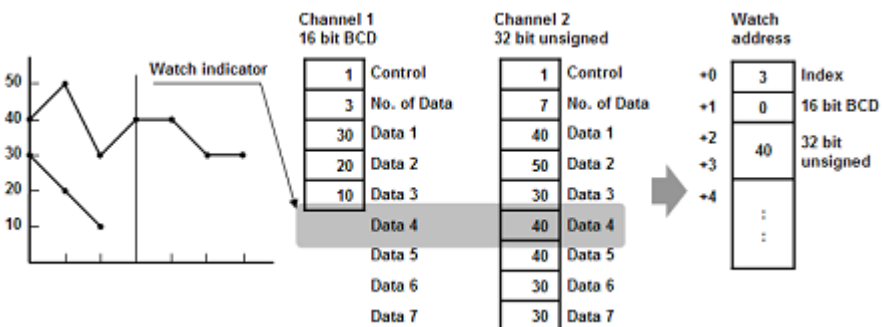 Channel 1
16 bit BCD
Channel 2
32 bit unsigned
Watch
address
Watch indicator
50
40
30
20
10
1 Control
3 No. of Data
30 Data 1
20 Data 2
10 Data 3
Data 4
Data 5
Data 6
Data 7
1 Control
7 No. of Data
40 Data 1
50 Data 2
30 Data 3
40 Data 4
40 Data 5
30 Data 6
30 Data 7
+0 3 Index
+1 0 16 bit BCD
+2
+3
40
32 bit
unsigned
+4
:
: